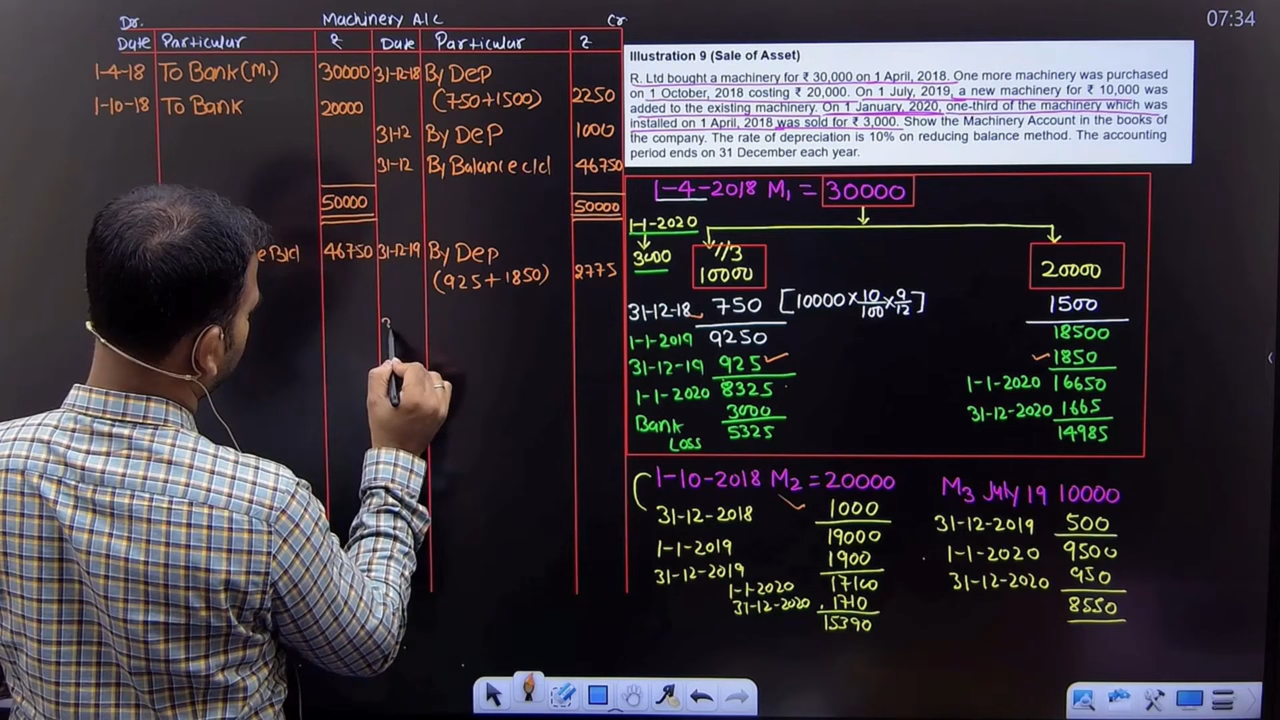 07:34
Dr. Machinery A/c Cr
Date Particular ₹ Date Particular ₹
1-4-18 To Bank (M₁) 30000 31-12-18 By Dep
(750+1500) 2250
1-10-18 To Bank 20000
31-12 By Dep 1000
31-12 By Balance c/d 46750
50000 50000
e B/d 46750 31-12-19 By Dep
(925+1850) 2775
Illustration 9 (Sale of Asset)
R. Ltd bought a machinery for ₹ 30,000 on 1 April, 2018. One more machinery was purchased
on 1 October, 2018 costing ₹ 20,000. On 1 July, 2019, a new machinery for ₹ 10,000 was
added to the existing machinery. On 1 January, 2020, one-third of the machinery which was
installed on 1 April, 2018 was sold for ₹ 3,000. Show the Machinery Account in the books of
the company. The rate of depreciation is 10% on reducing balance method. The accounting
period ends on 31 December each year.
1-4-2018 M₁ = 30000
1-1-2020
3000 1/3
10000 20000
31-12-18 750 [10000×10/100×9/12] 1500
1-1-2019 9250 18500
31-12-19 925 1850
1-1-2020 8325 1-1-2020 16650
Bank 3000 31-12-2020 1665
Loss 5325 14985
1-10-2018 M₂ = 20000
31-12-2018 1000
1-1-2019 19000
31-12-2019 1900
1-1-2020 17100
31-12-2020 1710
15390
M₃ July 19 10000
31-12-2019 500
1-1-2020 9500
31-12-2020 950
8550